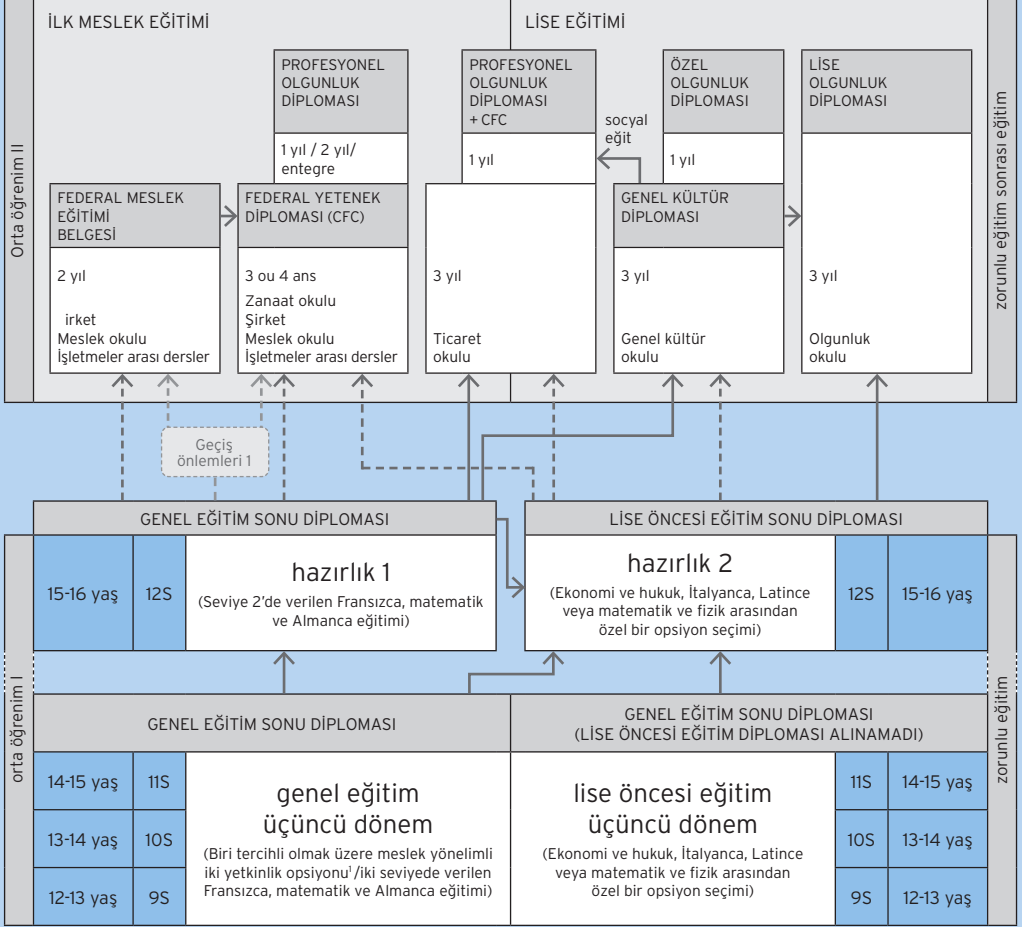 İLK MESLEK EĞİTİMİ
LİSE EĞİTİMİ
Orta öğrenim II
zorunlu eğitim sonrası eğitim
PROFESYONEL
OLGUNLUK
DİPLOMASI
1 yıl / 2 yıl/
entegre
PROFESYONEL
OLGUNLUK
DİPLOMASI
+ CFC
1 yıl
socyal
eğit
ÖZEL
OLGUNLUK
DİPLOMASI
1 yıl
LİSE
OLGUNLUK
DİPLOMASI
FEDERAL MESLEK
EĞİTİMİ
BELGESİ
2 yıl
irket
Meslek okulu
İşletmeler arası dersler
FEDERAL YETENEK
DİPLOMASI (CFC)
3 ou 4 ans
Zanaat okulu
Şirket
Meslek okulu
İşletmeler arası dersler
3 yıl
Ticaret
okulu
GENEL KÜLTÜR
DİPLOMASI
3 yıl
Genel kültür
okulu
3 yıl
Olgunluk
okulu
Geçiş
önlemleri 1
GENEL EĞİTİM SONU DİPLOMASI
LİSE ÖNCESİ EĞİTİM SONU DİPLOMASI
orta öğrenim I
zorunlu eğitim
15-16 yaş
12S
hazırlık 1
(Seviye 2’de verilen Fransızca, matematik
ve Almanca eğitimi)
hazırlık 2
(Ekonomi ve hukuk, İtalyanca, Latince
veya matematik ve fizik arasından
özel bir opsiyon seçimi)
12S
15-16 yaş
GENEL EĞİTİM SONU DİPLOMASI
GENEL EĞİTİM SONU DİPLOMASI
(LİSE ÖNCESİ EĞİTİM DİPLOMASI ALINAMADI)
14-15 yaş
11S
13-14 yaş
10S
12-13 yaş
9S
genel eğitim
üçüncü dönem
(Biri tercihli olmak üzere meslek yönelimli
iki yetkinlik opsiyonu¹/iki seviyede verilen
Fransızca, matematik ve Almanca eğitimi)
lise öncesi eğitim
üçüncü dönem
(Ekonomi ve hukuk, İtalyanca, Latince
veya matematik ve fizik arasından
özel bir opsiyon seçimi)
11S
14-15 yaş
10S
13-14 yaş
9S
12-13 yaş